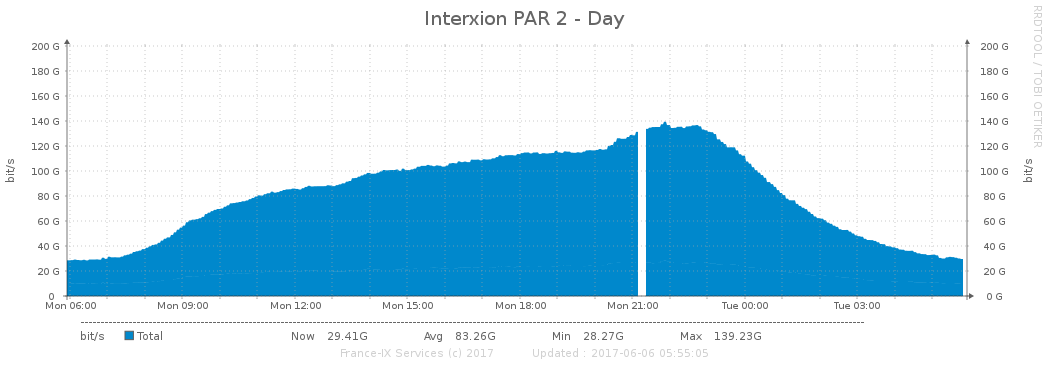 Interxion PAR 2 - Day
RRDTOOL / TOBI OETIKER
200 G 200 G
180 G 180 G
160 G 160 G
140 G 140 G
120 G 120 G
100 G 100 G
80 G 80 G
60 G 60 G
40 G 40 G
20 G 20 G
0 0 G
bit/s bit/s
Mon 06:00 Mon 09:00 Mon 12:00 Mon 15:00 Mon 18:00 Mon 21:00 Tue 00:00 Tue 03:00
bit/s Total Now 29.41G Avg 83.26G Min 28.27G Max 139.23G
France-IX Services (c) 2017 Updated : 2017-06-06 05:55:05